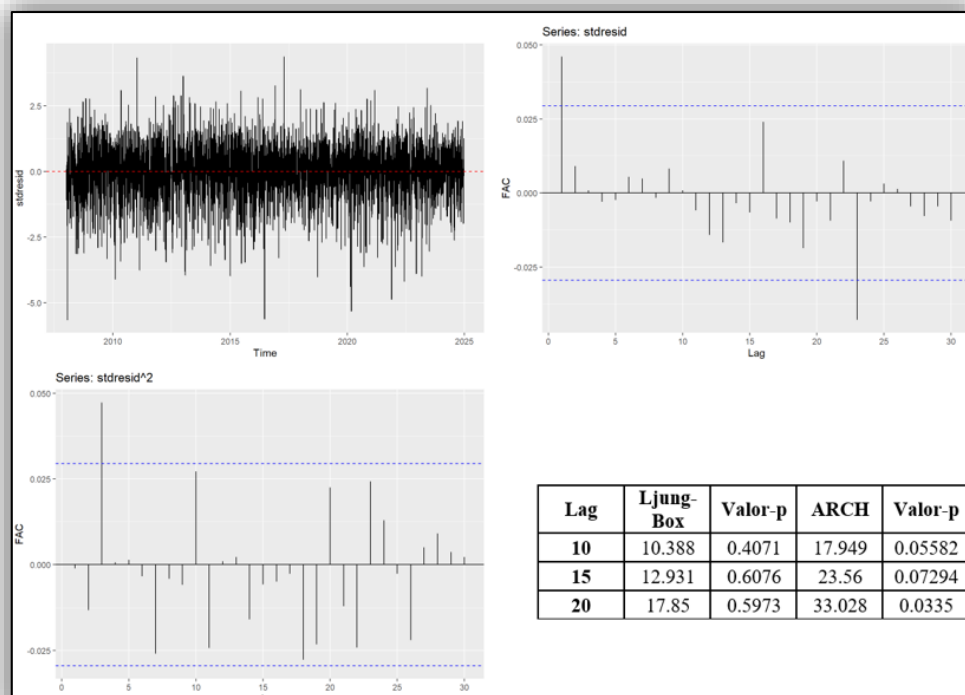 Series: stdresid
0.050
2.5
0.025
0.0
0.000
stdresid
FAC
-2.5
-0.025
-5.0
2010 2015 2020 2025
Time
0 5 10 15 20 25 30
Lag
Series: stdresid^2
0.050
0.025
0.000
FAC
-0.025
0 5 10 15 20 25 30
Lag Ljung-Box Valor-p ARCH Valor-p
10 10.388 0.4071 17.949 0.05582
15 12.931 0.6076 23.56 0.07294
20 17.85 0.5973 33.028 0.0335